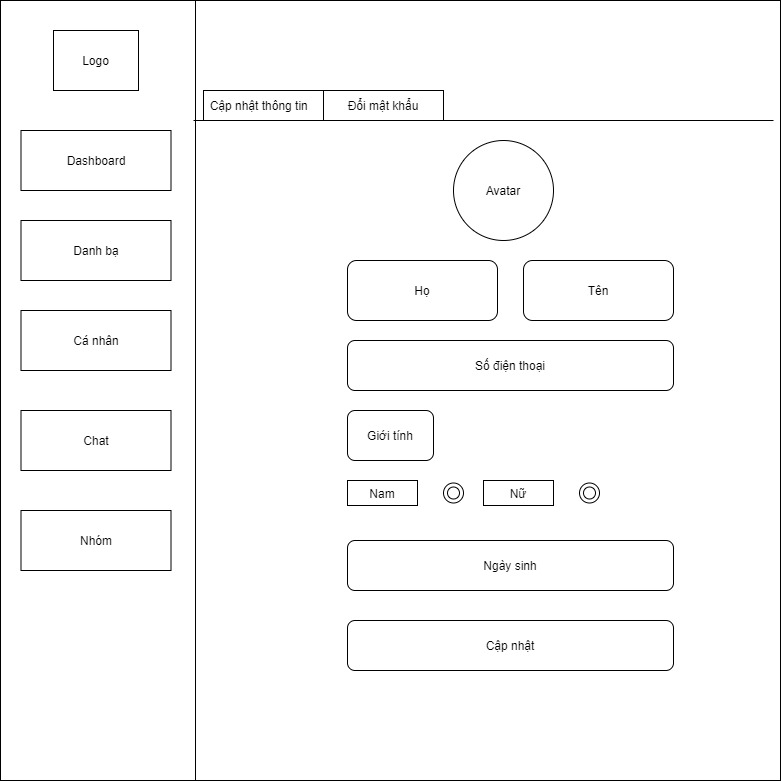 Logo
Dashboard
Danh bạ
Cá nhân
Chat
Nhóm
Cập nhật thông tin
Đổi mật khẩu
Avatar
Họ
Tên
Số điện thoại
Giới tính
Nam
Nữ
Ngảy sinh
Cập nhật